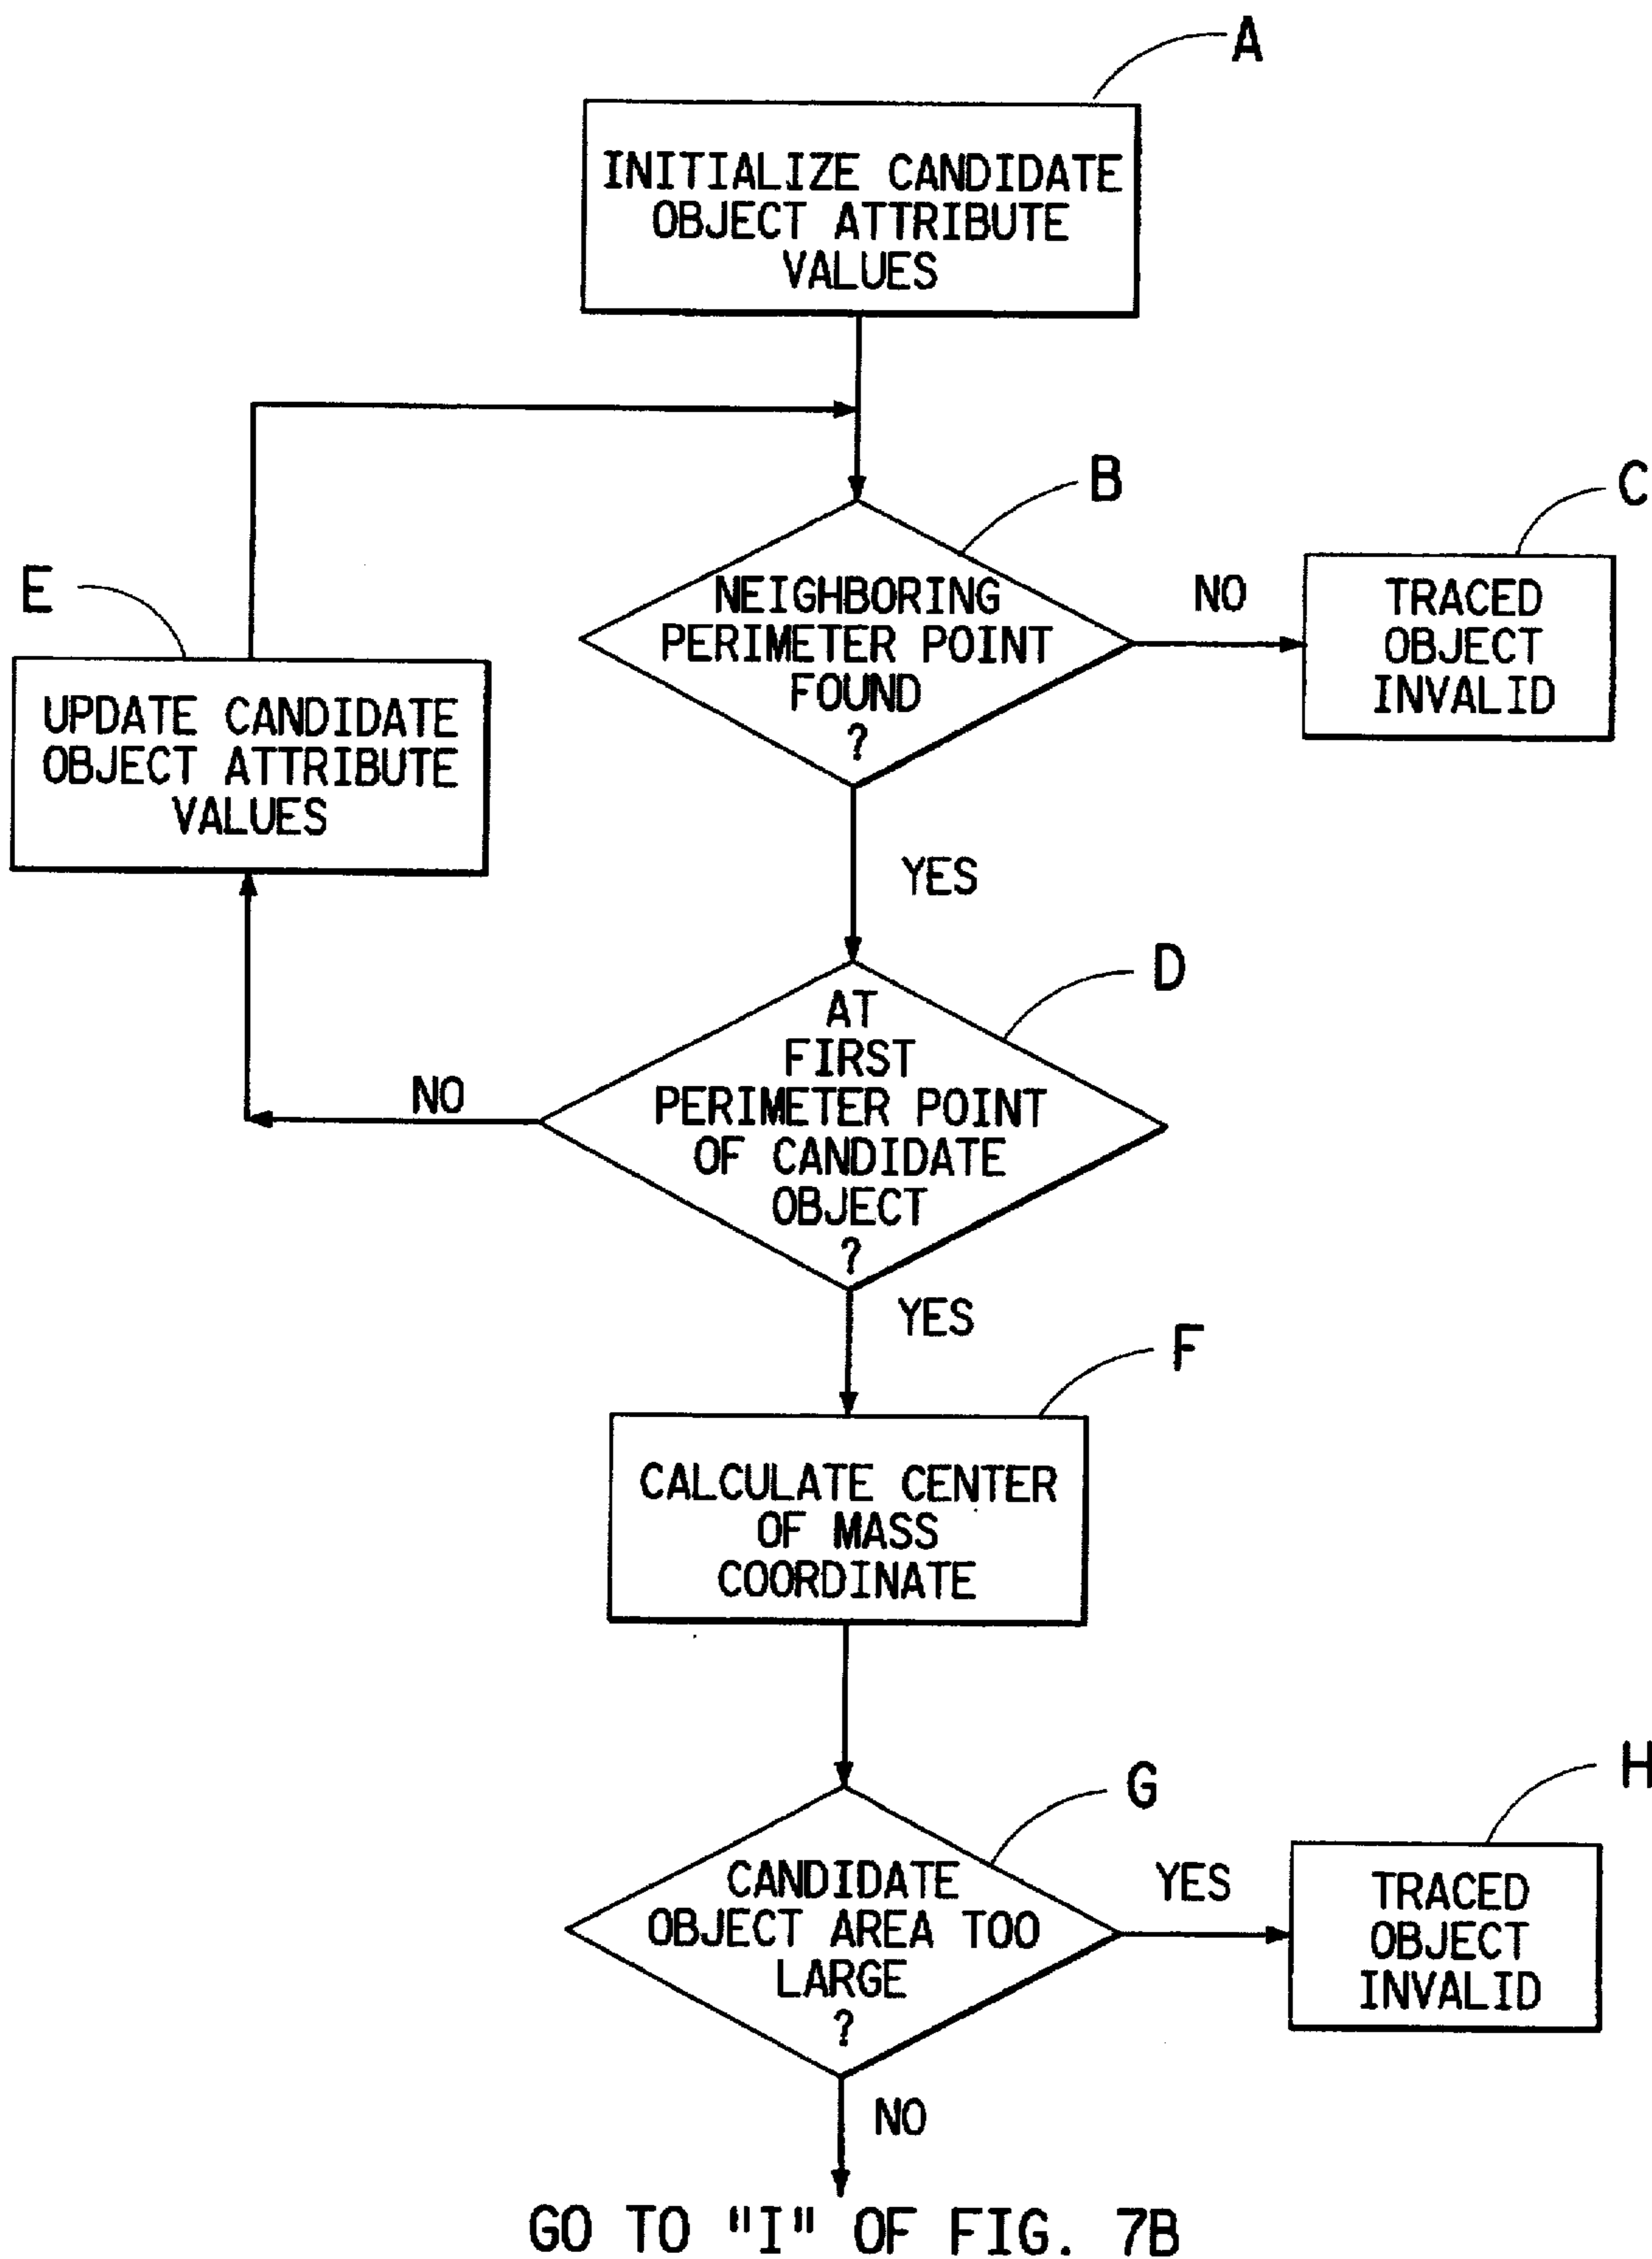 A
INITIALIZE CANDIDATE
OBJECT ATTRIBUTE
VALUES
B
NEIGHBORING
PERIMETER POINT
FOUND
?
NO
C
TRACED
OBJECT
INVALID
E
UPDATE CANDIDATE
OBJECT ATTRIBUTE
VALUES
YES
D
AT
FIRST
PERIMETER POINT
OF CANDIDATE
OBJECT
?
NO
YES
F
CALCULATE CENTER
OF MASS
COORDINATE
G
CANDIDATE
OBJECT AREA TOO
LARGE
?
YES
H
TRACED
OBJECT
INVALID
NO
GO TO "I" OF FIG. 7B